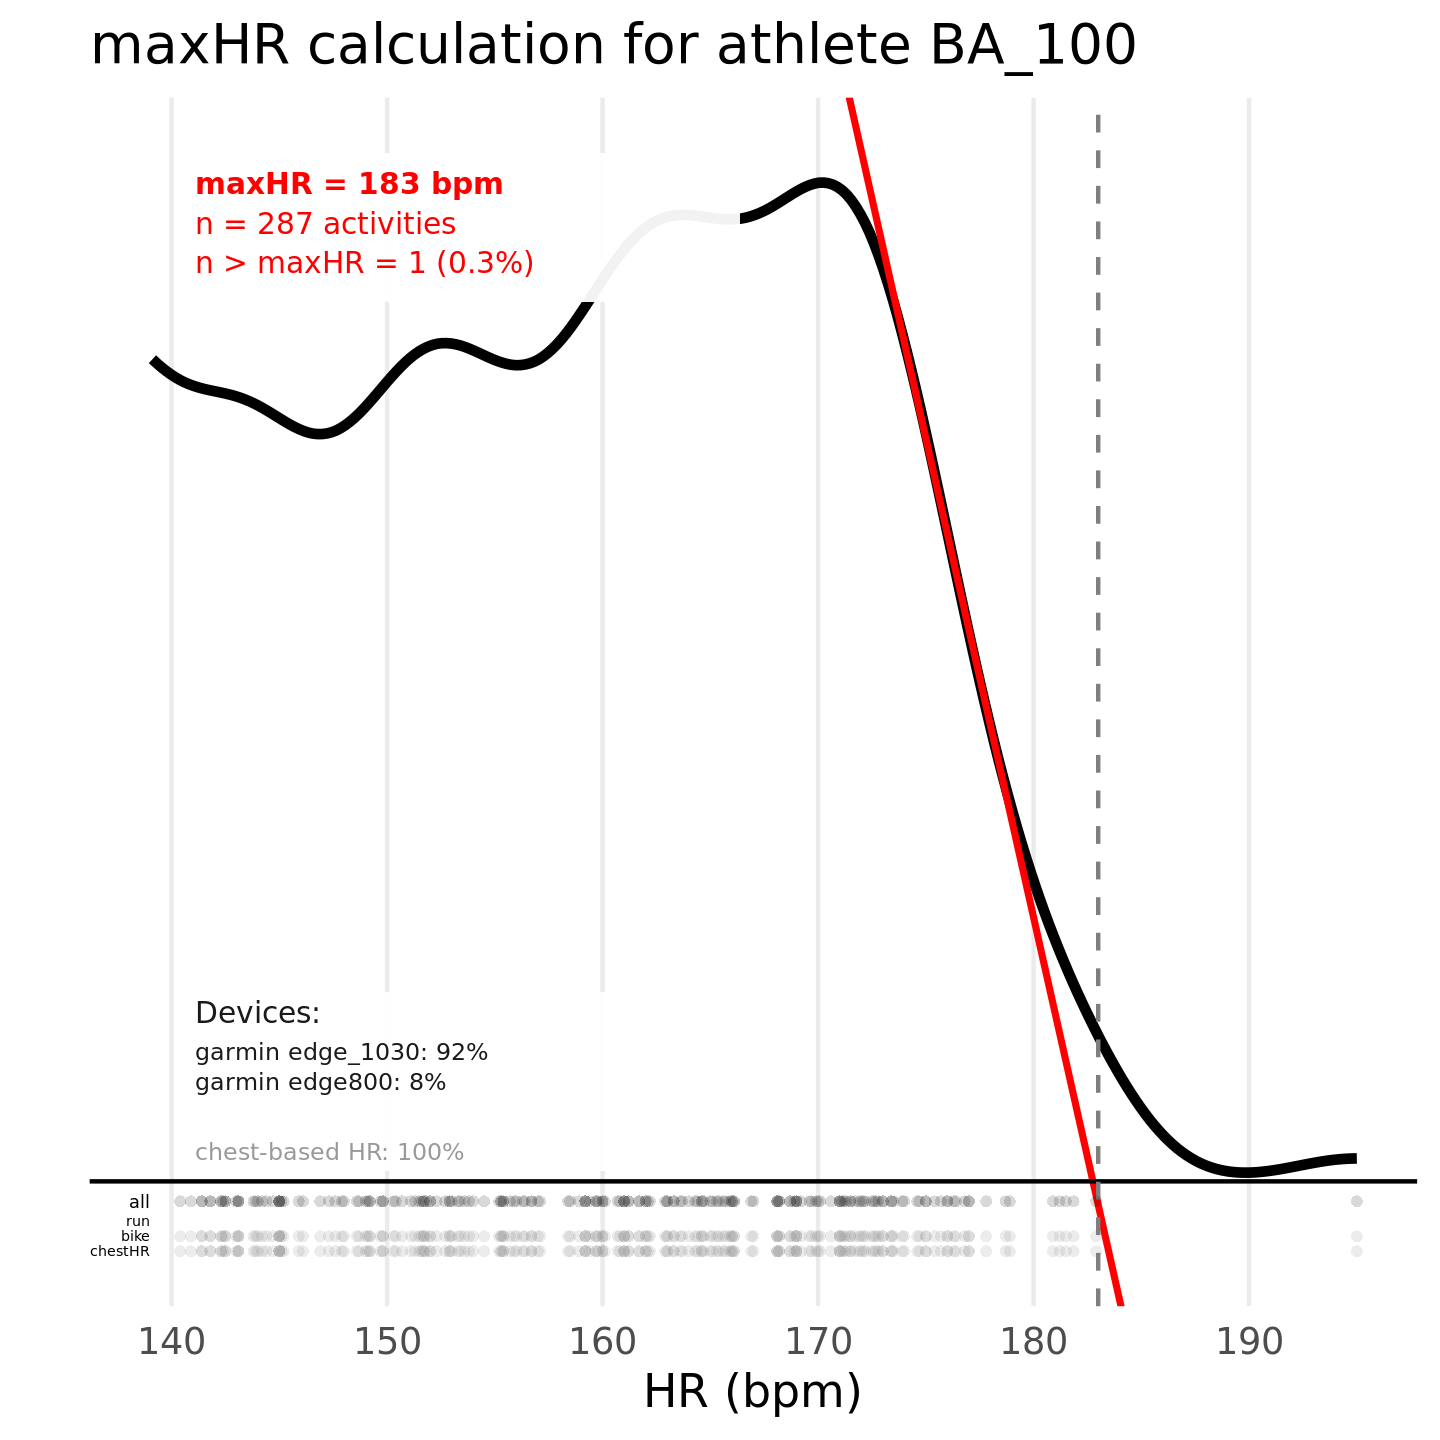 maxHR calculation for athlete BA_100
maxHR = 183 bpm
n = 287 activities
n > maxHR = 1 (0.3%)
Devices:
garmin edge_1030: 92%
garmin edge800: 8%
chest-based HR: 100%
all
run
bike
chestHR
140 150 160 170 180 190
HR (bpm)